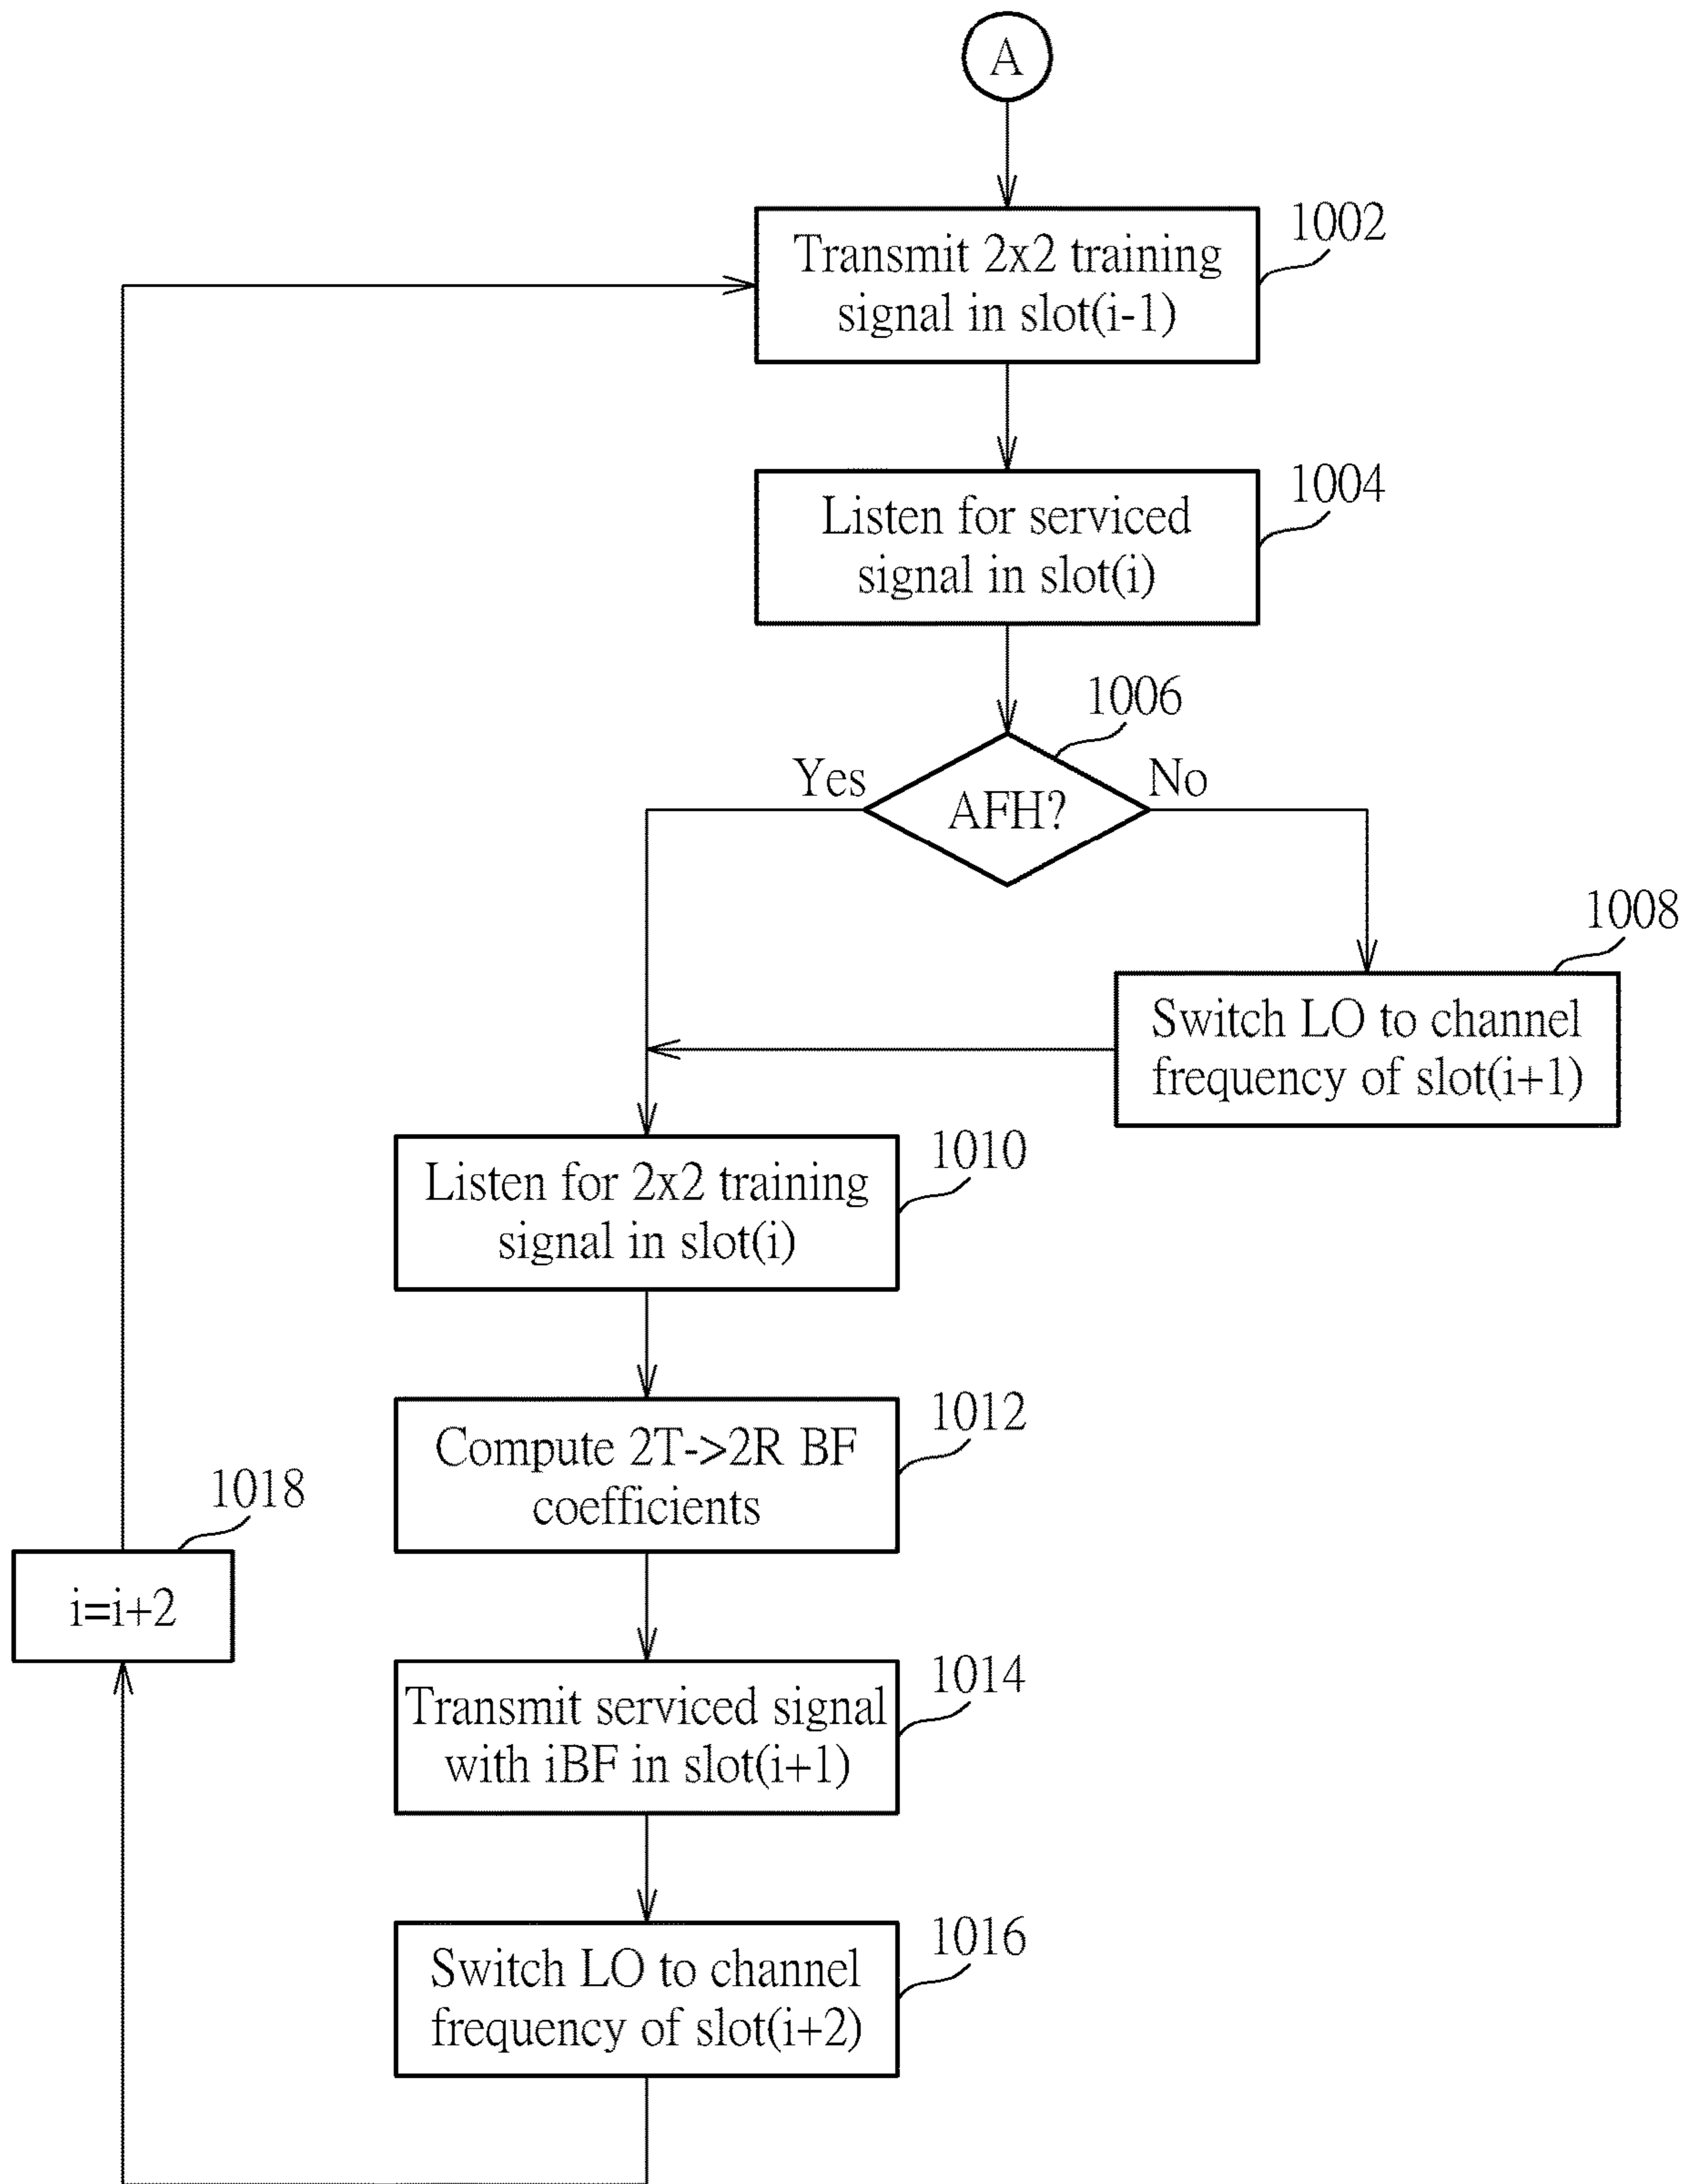 A
1002
Transmit 2x2 training
signal in slot(i-1)
1004
Listen for serviced
signal in slot(i)
1006
Yes
No
AFH?
1008
Switch LO to channel
frequency of slot(i+1)
1010
Listen for 2x2 training
signal in slot(i)
1012
Compute 2T->2R BF
coefficients
1018
i=i+2
1014
Transmit serviced signal
with iBF in slot(i+1)
1016
Switch LO to channel
frequency of slot(i+2)